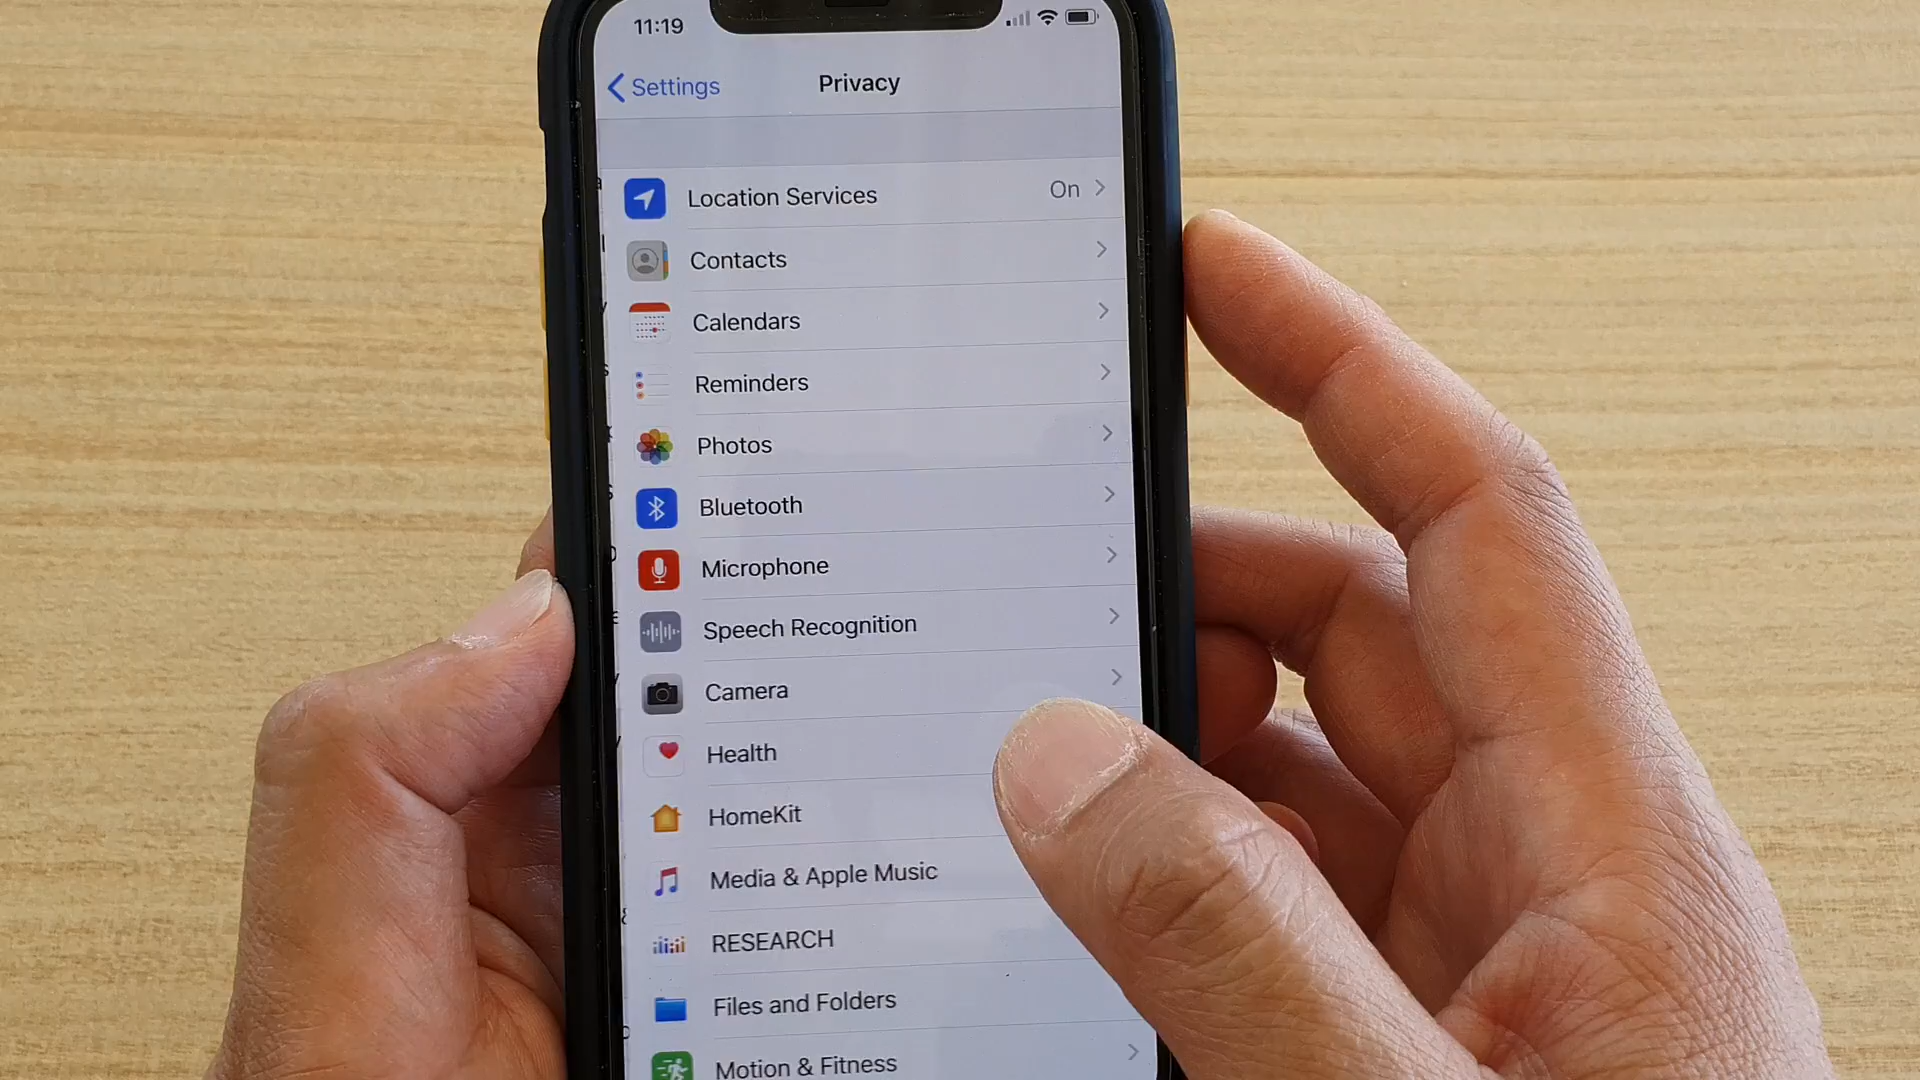 11:19
Settings
Privacy
Location Services On
Contacts
Calendars
Reminders
Photos
Bluetooth
Microphone
Speech Recognition
Camera
Health
HomeKit
Media & Apple Music
RESEARCH
Files and Folders
Motion & Fitness